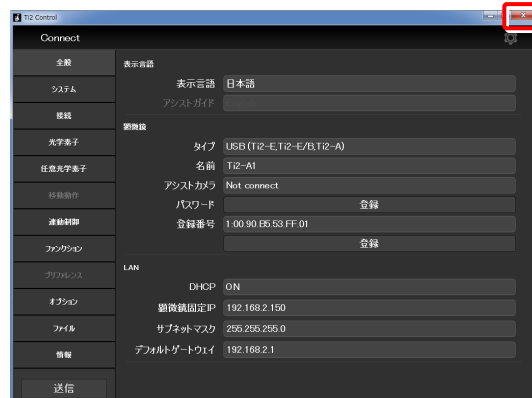 Ti2 Control
Connect
全般
システム
接続
光学素子
任意光学素子
移動動作
連動制御
ファンクション
プリファレンス
オプション
ファイル
情報
送信
表示言語
表示言語 日本語
アシストガイド
顕微鏡
タイプ USB (Ti2-E,Ti2-E/B,Ti2-A)
名前 Ti2-A1
アシストカメラ Not connect
パスワード 登録
登録番号 1:00.90.B5.53.FF.01
登録
LAN
DHCP ON
顕微鏡固定IP 192.168.2.150
サブネットマスク 255.255.255.0
デフォルトゲートウェイ 192.168.2.1